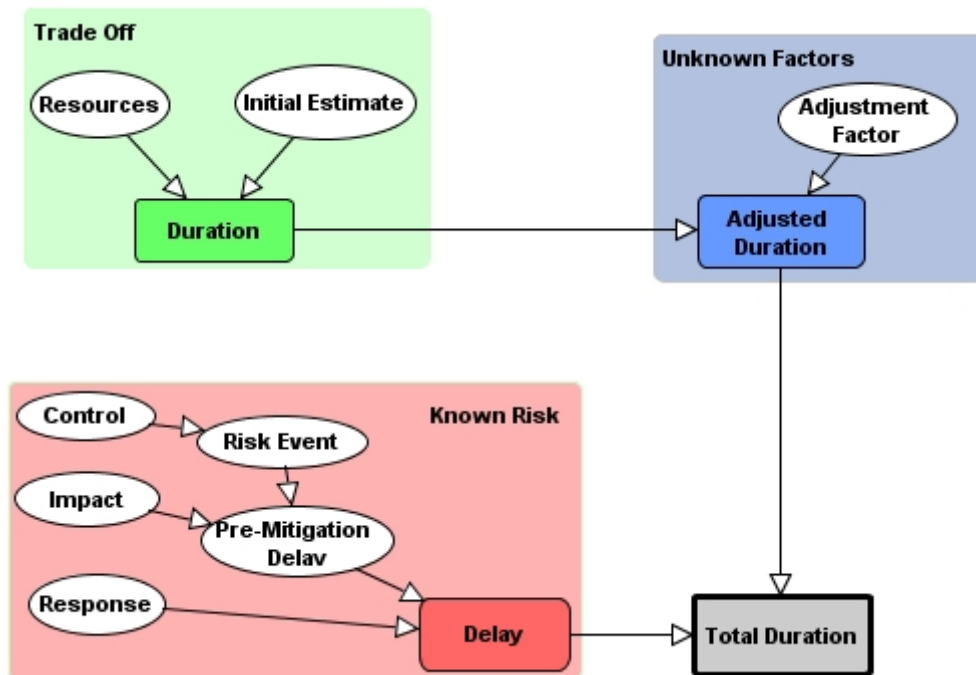 Trade Off
Resources
Initial Estimate
Duration
Unknown Factors
Adjustment
Factor
Adjusted
Duration
Known Risk
Control
Risk Event
Impact
Pre-Mitigation
Delay
Response
Delay
Total Duration